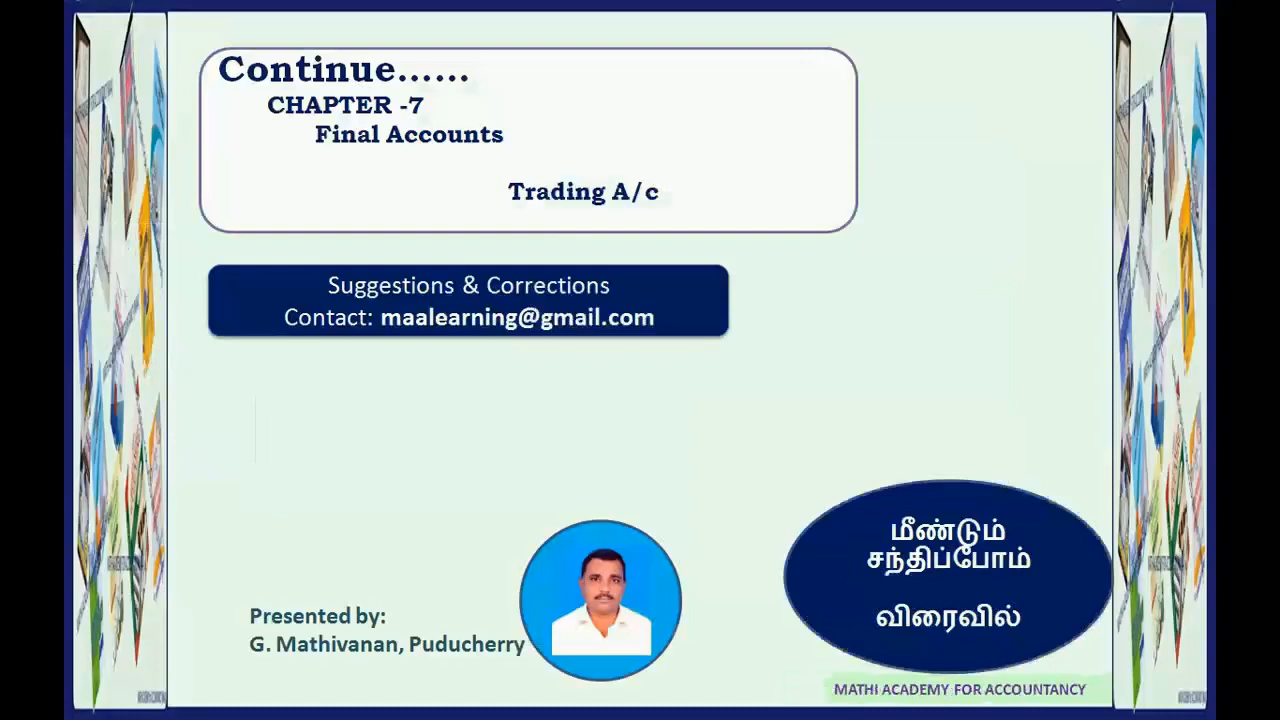 Continue......
CHAPTER -7
Final Accounts
Trading A/c
Suggestions & Corrections
Contact: maalearning@gmail.com
மீண்டும்
சந்திப்போம்
விரைவில்
Presented by:
G. Mathivanan, Puducherry
MATHI ACADEMY FOR ACCOUNTANCY